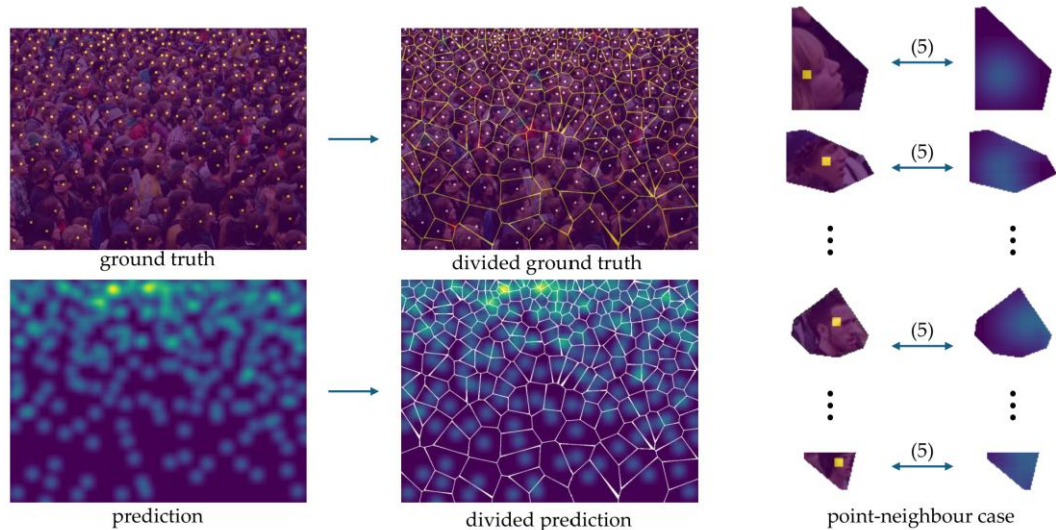 ground truth
divided ground truth
prediction
divided prediction
(5)
(5)
(5)
(5)
point-neighbour case